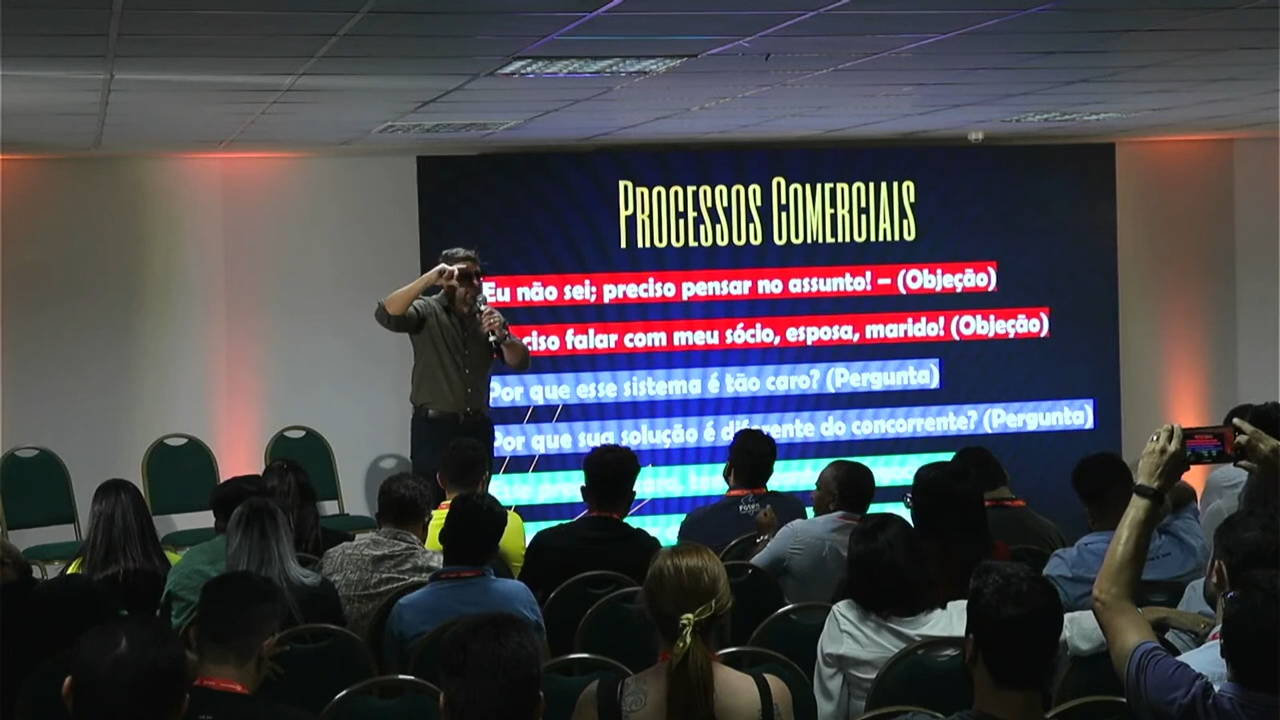 PROCESSOS COMERCIAIS
Eu não sei; preciso pensar no assunto! – (Objeção)
ciso falar com meu sócio, esposa, marido! (Objeção)
Por que esse sistema é tão caro? (Pergunta)
Por que sua solução é diferente do concorrente? (Pergunta)